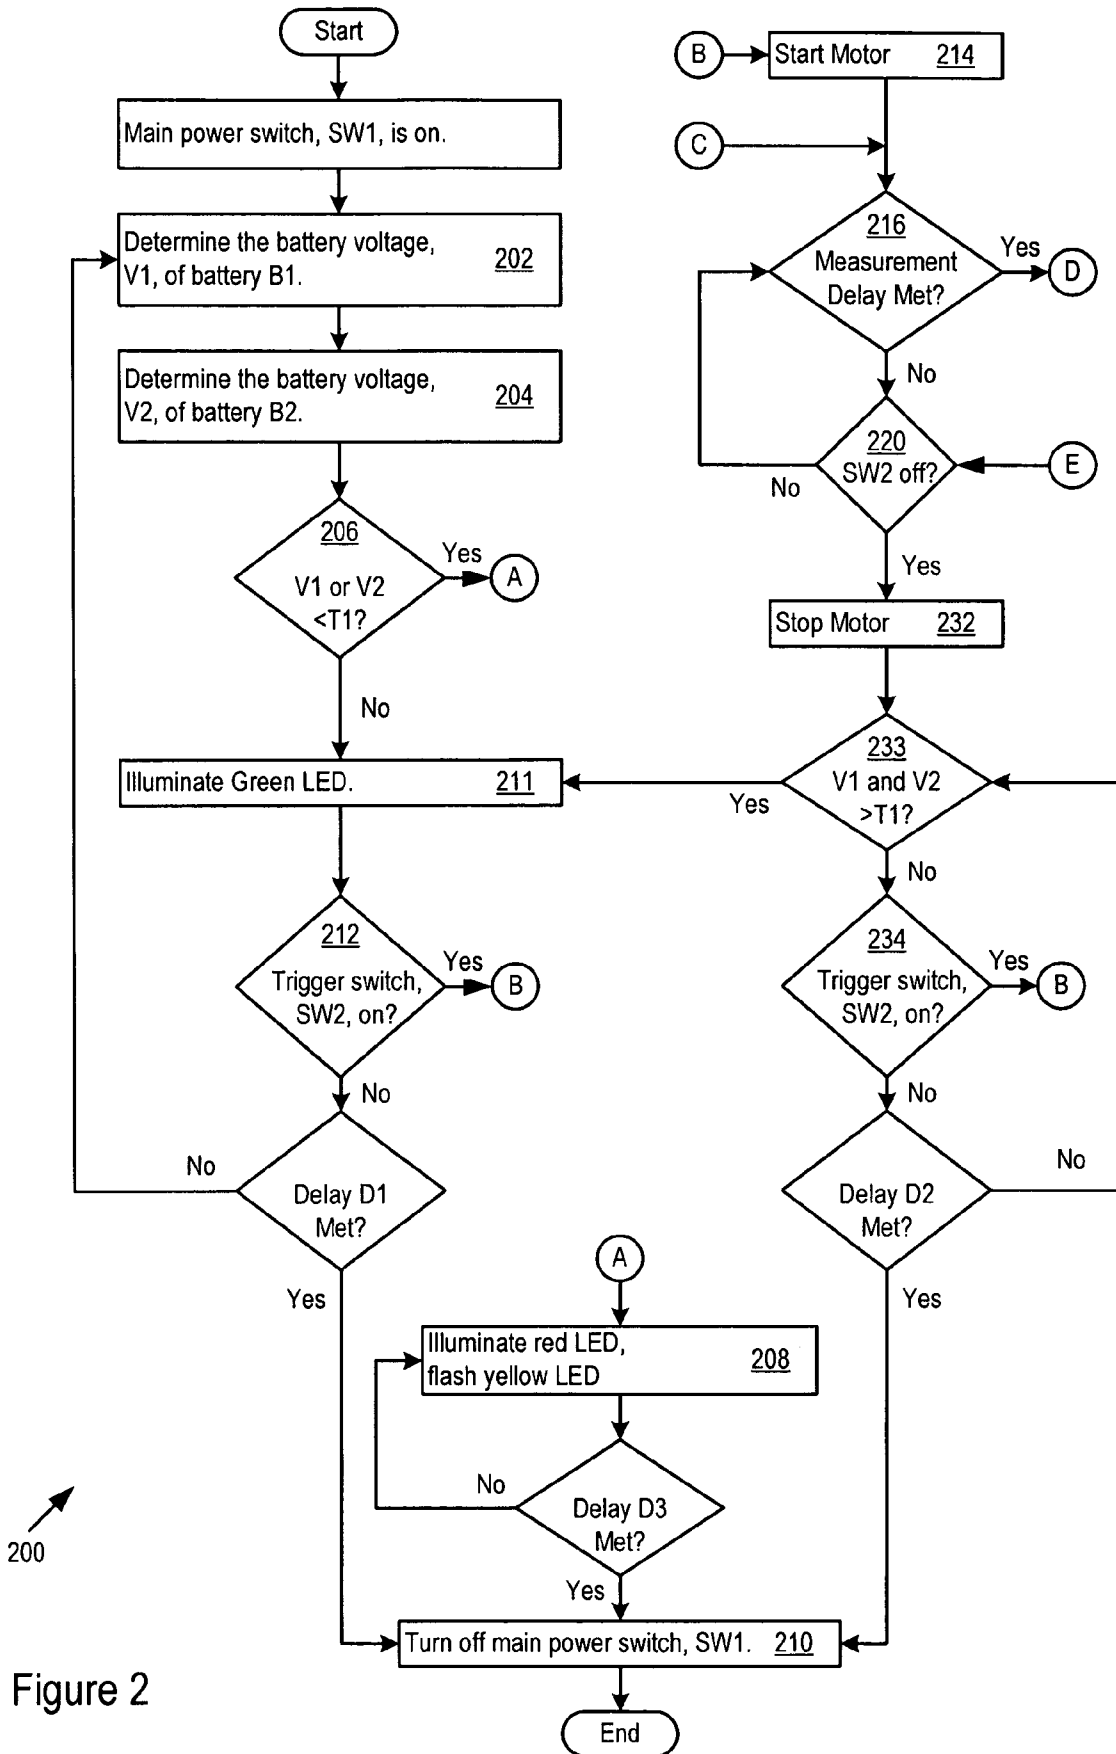 Start
Main power switch, SW1, is on.
Determine the battery voltage,
V1, of battery B1.
202
Determine the battery voltage,
V2, of battery B2.
204
206
V1 or V2
<T1?
Yes
A
No
Illuminate Green LED.
211
212
Trigger switch,
SW2, on?
Yes
B
No
Delay D1
Met?
No
Yes
B
Start Motor
214
C
216
Measurement
Delay Met?
Yes
D
No
220
SW2 off?
E
No
Yes
Stop Motor
232
233
V1 and V2
>T1?
Yes
No
234
Trigger switch,
SW2, on?
Yes
B
No
Delay D2
Met?
No
Yes
A
Illuminate red LED,
flash yellow LED
208
Delay D3
Met?
No
Yes
Turn off main power switch, SW1.
210
End
200
Figure 2